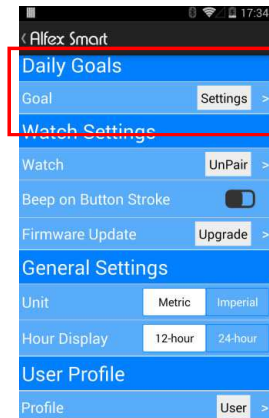 17:34
< Alfex Smart
Daily Goals
Goal Settings >
Watch Settings
Watch UnPair >
Beep on Button Stroke
Firmware Update Upgrade >
General Settings
Unit Metric Imperial
Hour Display 12-hour 24-hour
User Profile
Profile User >